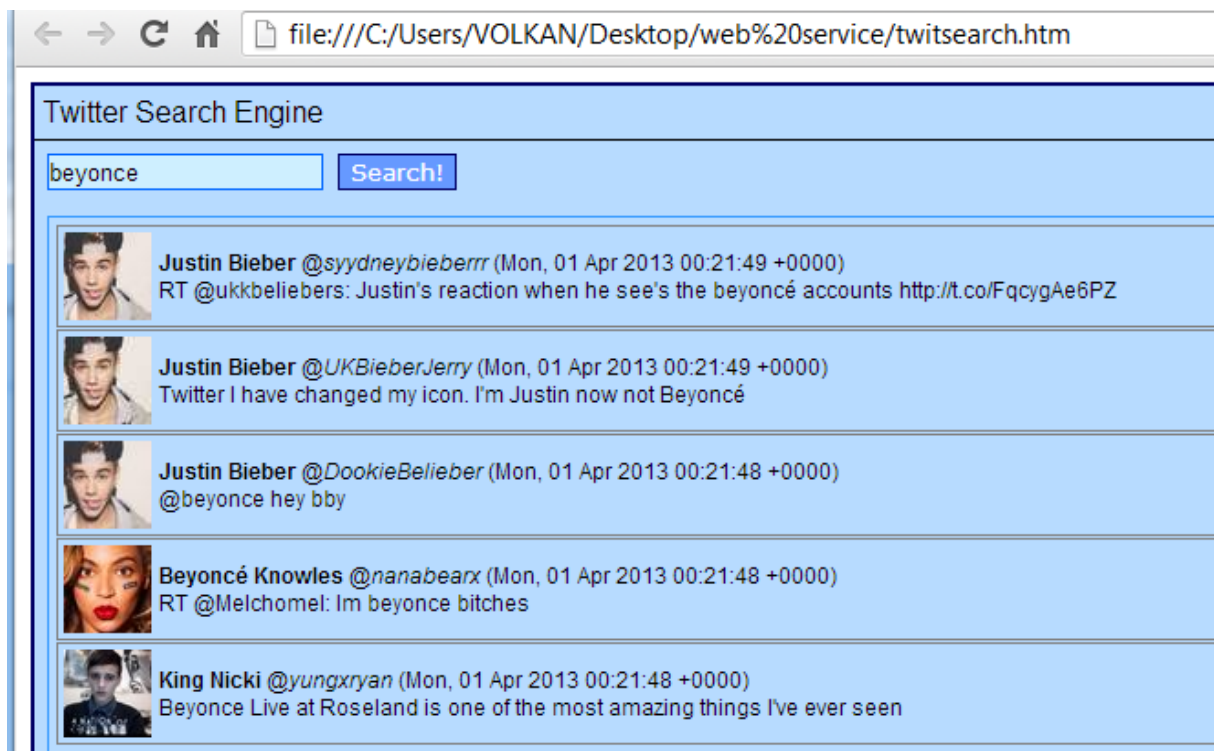 file:///C:/Users/VOLKAN/Desktop/web%20service/twitsearch.htm
Twitter Search Engine
beyonce Search!
Justin Bieber @syydneybieberrr (Mon, 01 Apr 2013 00:21:49 +0000)
RT @ukkbeliebers: Justin's reaction when he see's the beyoncé accounts http://t.co/FqcygAe6PZ
Justin Bieber @UKBieberJerry (Mon, 01 Apr 2013 00:21:49 +0000)
Twitter I have changed my icon. I'm Justin now not Beyoncé
Justin Bieber @DookieBelieber (Mon, 01 Apr 2013 00:21:48 +0000)
@beyonce hey bby
Beyoncé Knowles @nanabearx (Mon, 01 Apr 2013 00:21:48 +0000)
RT @Melchomel: Im beyonce bitches
King Nicki @yungxryan (Mon, 01 Apr 2013 00:21:48 +0000)
Beyonce Live at Roseland is one of the most amazing things I've ever seen